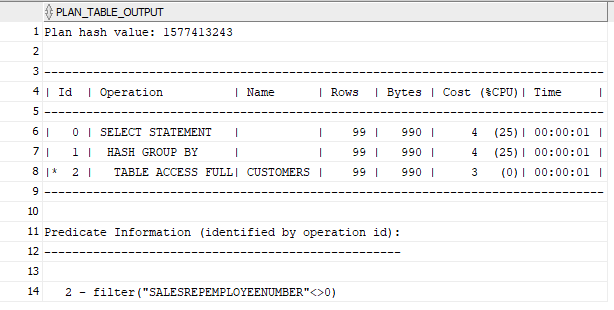 PLAN_TABLE_OUTPUT
1 Plan hash value: 1577413243
2
3 --------------------------------------------------------------------------------
4 | Id  | Operation          | Name      | Rows  | Bytes | Cost (%CPU)| Time     |
5 --------------------------------------------------------------------------------
6 |   0 | SELECT STATEMENT   |           |    99 |   990 |     4  (25)| 00:00:01 |
7 |   1 |  HASH GROUP BY     |           |    99 |   990 |     4  (25)| 00:00:01 |
8 |*  2 |   TABLE ACCESS FULL| CUSTOMERS |    99 |   990 |     3   (0)| 00:00:01 |
9 --------------------------------------------------------------------------------
10
11 Predicate Information (identified by operation id):
12 ---------------------------------------------------
13
14    2 - filter("SALESREPEMPLOYEENUMBER"<>0)